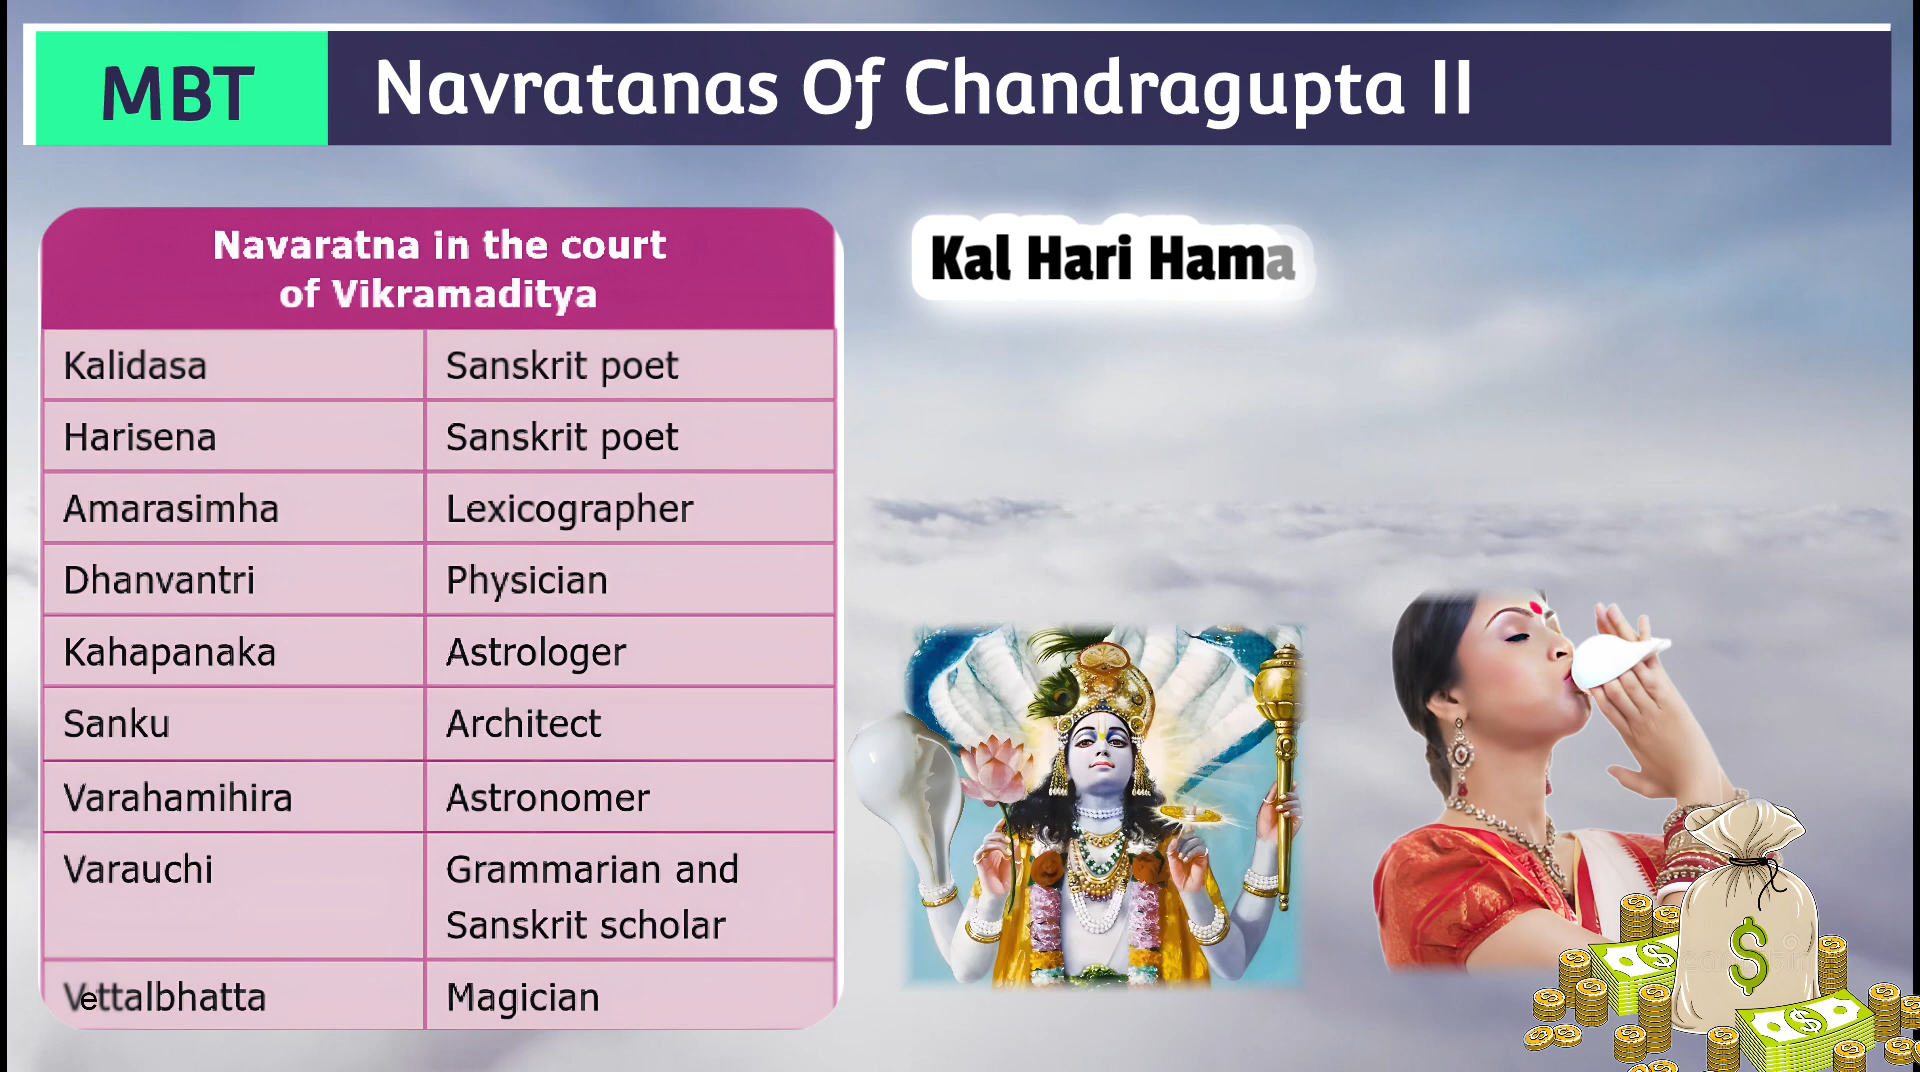 MBT
Navratanas Of Chandragupta II
Navaratna in the court
of Vikramaditya
Kalidasa Sanskrit poet
Harisena Sanskrit poet
Amarasimha Lexicographer
Dhanvantri Physician
Kahapanaka Astrologer
Sanku Architect
Varahamihira Astronomer
Varauchi Grammarian and
Sanskrit scholar
Vettalbhatta Magician
Kal Hari Hama